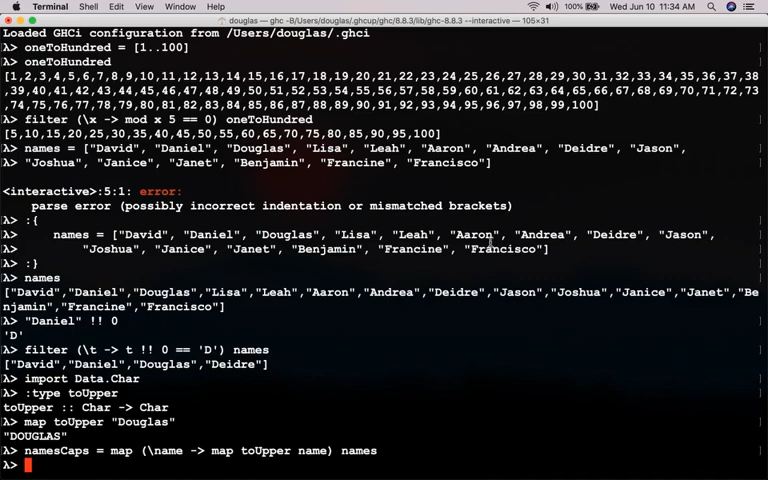 Terminal Shell Edit View Window Help 100% Wed Jun 10 11:34 AM
douglas — ghc -B/Users/douglas/.ghcup/ghc/8.8.3/lib/ghc-8.8.3 --interactive — 105×31
Loaded GHCi configuration from /Users/douglas/.ghci
λ> oneToHundred = [1..100]
λ> oneToHundred
[1,2,3,4,5,6,7,8,9,10,11,12,13,14,15,16,17,18,19,20,21,22,23,24,25,26,27,28,29,30,31,32,33,34,35,36,37,38
,39,40,41,42,43,44,45,46,47,48,49,50,51,52,53,54,55,56,57,58,59,60,61,62,63,64,65,66,67,68,69,70,71,72,73
,74,75,76,77,78,79,80,81,82,83,84,85,86,87,88,89,90,91,92,93,94,95,96,97,98,99,100]
λ> filter (\x -> mod x 5 == 0) oneToHundred
[5,10,15,20,25,30,35,40,45,50,55,60,65,70,75,80,85,90,95,100]
λ> names = ["David", "Daniel", "Douglas", "Lisa", "Leah", "Aaron", "Andrea", "Deidre", "Jason",
λ> "Joshua", "Janice", "Janet", "Benjamin", "Francine", "Francisco"]
<interactive>:5:1: error:
parse error (possibly incorrect indentation or mismatched brackets)
λ> :{
λ> names = ["David", "Daniel", "Douglas", "Lisa", "Leah", "Aaron", "Andrea", "Deidre", "Jason",
λ> "Joshua", "Janice", "Janet", "Benjamin", "Francine", "Francisco"]
λ> :}
λ> names
["David","Daniel","Douglas","Lisa","Leah","Aaron","Andrea","Deidre","Jason","Joshua","Janice","Janet","Be
njamin","Francine","Francisco"]
λ> "Daniel" !! 0
'D'
λ> filter (\t -> t !! 0 == 'D') names
["David","Daniel","Douglas","Deidre"]
λ> import Data.Char
λ> :type toUpper
toUpper :: Char -> Char
λ> map toUpper "Douglas"
"DOUGLAS"
λ> namesCaps = map (\name -> map toUpper name) names
λ>